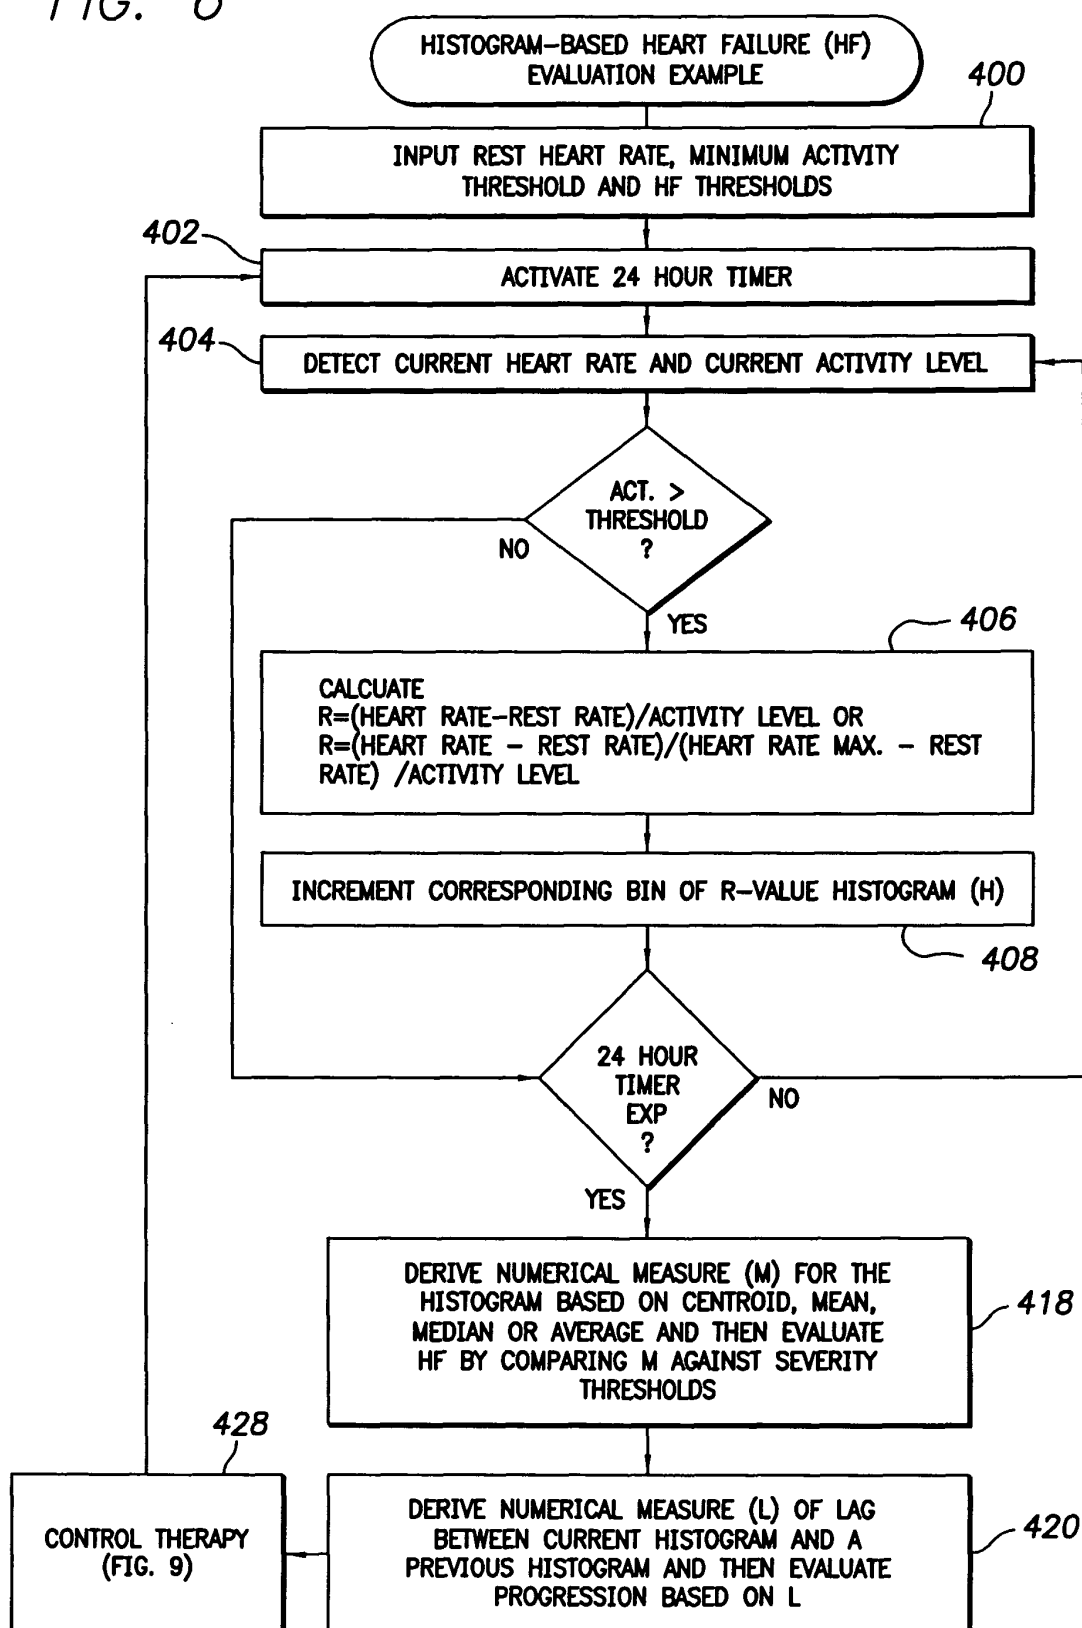 FIG. 6
HISTOGRAM-BASED HEART FAILURE (HF)
EVALUATION EXAMPLE
400
INPUT REST HEART RATE, MINIMUM ACTIVITY
THRESHOLD AND HF THRESHOLDS
402
ACTIVATE 24 HOUR TIMER
404
DETECT CURRENT HEART RATE AND CURRENT ACTIVITY LEVEL
ACT. >
THRESHOLD
?
NO
YES
406
CALCUATE
R=(HEART RATE-REST RATE)/ACTIVITY LEVEL OR
R=(HEART RATE - REST RATE)/(HEART RATE MAX. - REST
RATE) /ACTIVITY LEVEL
INCREMENT CORRESPONDING BIN OF R-VALUE HISTOGRAM (H)
408
24 HOUR
TIMER
EXP
?
NO
YES
DERIVE NUMERICAL MEASURE (M) FOR THE
HISTOGRAM BASED ON CENTROID, MEAN,
MEDIAN OR AVERAGE AND THEN EVALUATE
HF BY COMPARING M AGAINST SEVERITY
THRESHOLDS
418
428
CONTROL THERAPY
(FIG. 9)
DERIVE NUMERICAL MEASURE (L) OF LAG
BETWEEN CURRENT HISTOGRAM AND A
PREVIOUS HISTOGRAM AND THEN EVALUATE
PROGRESSION BASED ON L
420